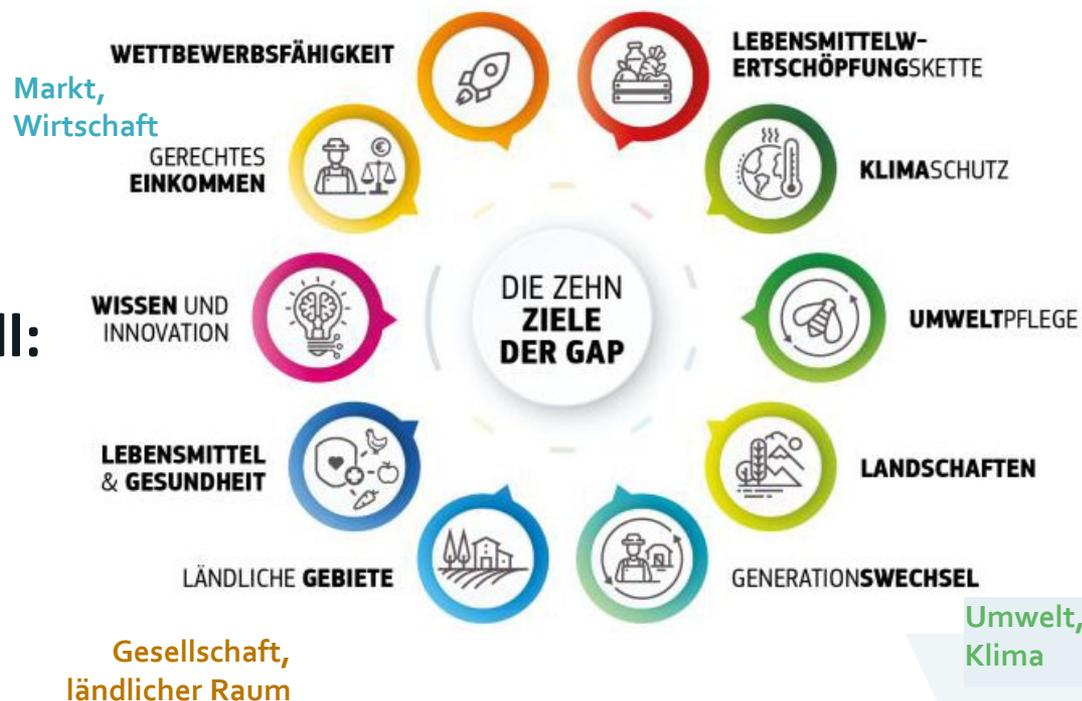 WETTBEWERBSFÄHIGKEIT
LEBENSMITTELW-
ERTSCHÖPFUNGSKETTE
Markt,
Wirtschaft
GERECHTES
EINKOMMEN
€
KLIMASCHUTZ
WISSEN UND
INNOVATION
DIE ZEHN
ZIELE
DER GAP
UMWELTPFLEGE
LEBENSMITTEL
& GESUNDHEIT
LANDSCHAFTEN
LÄNDLICHE GEBIETE
GENERATIONSWECHSEL
Umwelt,
Klima
Gesellschaft,
ländlicher Raum